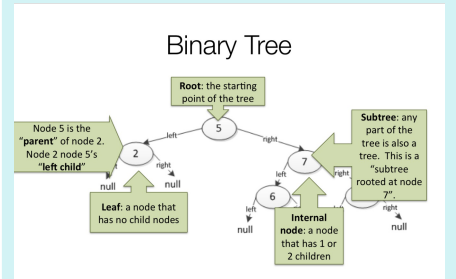 Binary Tree
Root: the starting
point of the tree
Node 5 is the
"parent" of node 2.
Node 2 node 5's
"left child"
Subtree: any
part of the
tree is also a
tree. This is a
"subtree
rooted at node
7".
5
left
right
2
7
right
left
null
null
6
Leaf: a node that
has no child nodes
Internal
node: a node
that has 1 or
2 children
left
right
null
null